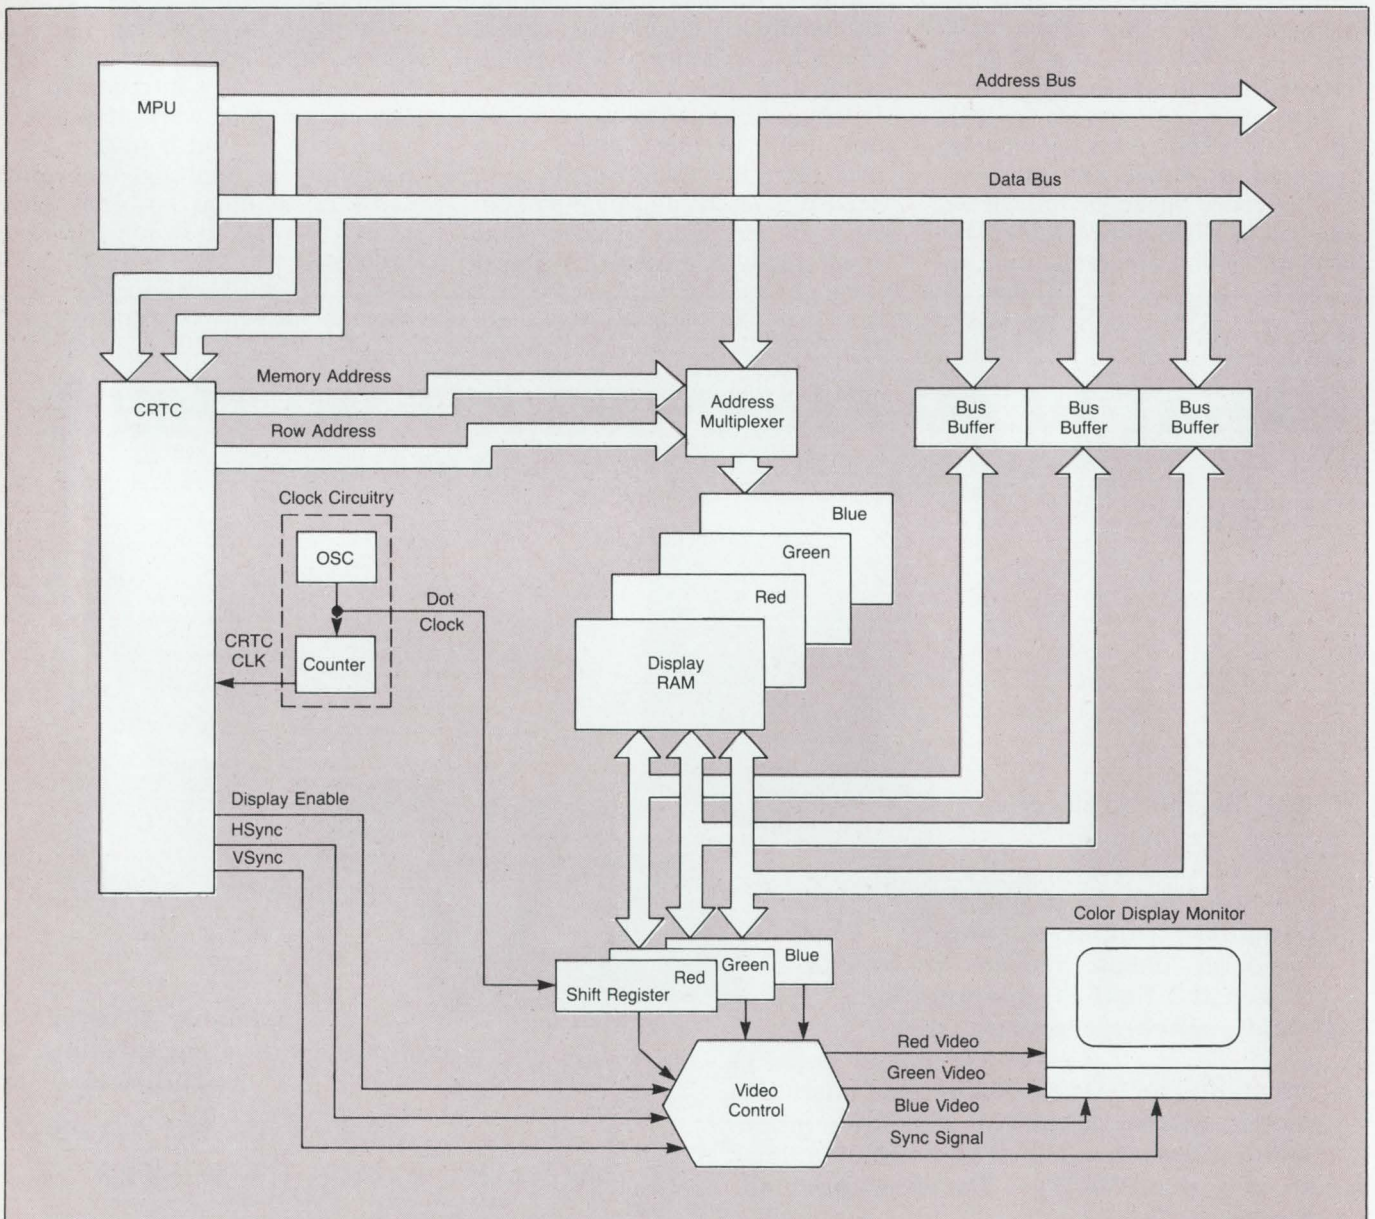 Address Bus
MPU
Data Bus
Memory Address
CRTC
Row Address
Address
Multiplexer
Bus
Buffer
Bus
Buffer
Bus
Buffer
Clock Circuitry
OSC
Dot
Clock
CRTC
CLK
Counter
Blue
Green
Red
Display
RAM
Display Enable
HSync
VSync
Color Display Monitor
Blue
Green
Red
Shift Register
Video
Control
Red Video
Green Video
Blue Video
Sync Signal